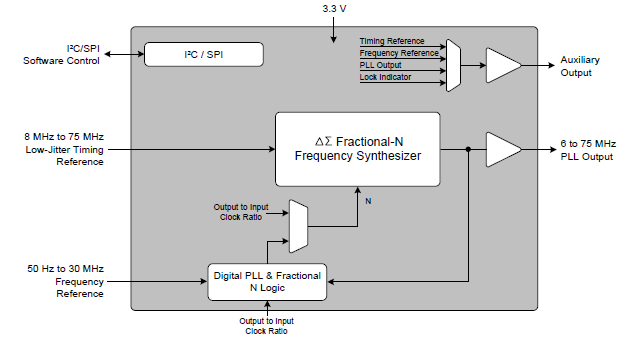 3.3 V
I²C/SPI
Software Control
I²C / SPI
Timing Reference
Frequency Reference
PLL Output
Lock Indicator
Auxiliary
Output
8 MHz to 75 MHz
Low-Jitter Timing
Reference
ΔΣ Fractional-N
Frequency Synthesizer
6 to 75 MHz
PLL Output
N
Output to Input
Clock Ratio
50 Hz to 30 MHz
Frequency
Reference
Digital PLL & Fractional
N Logic
Output to Input
Clock Ratio